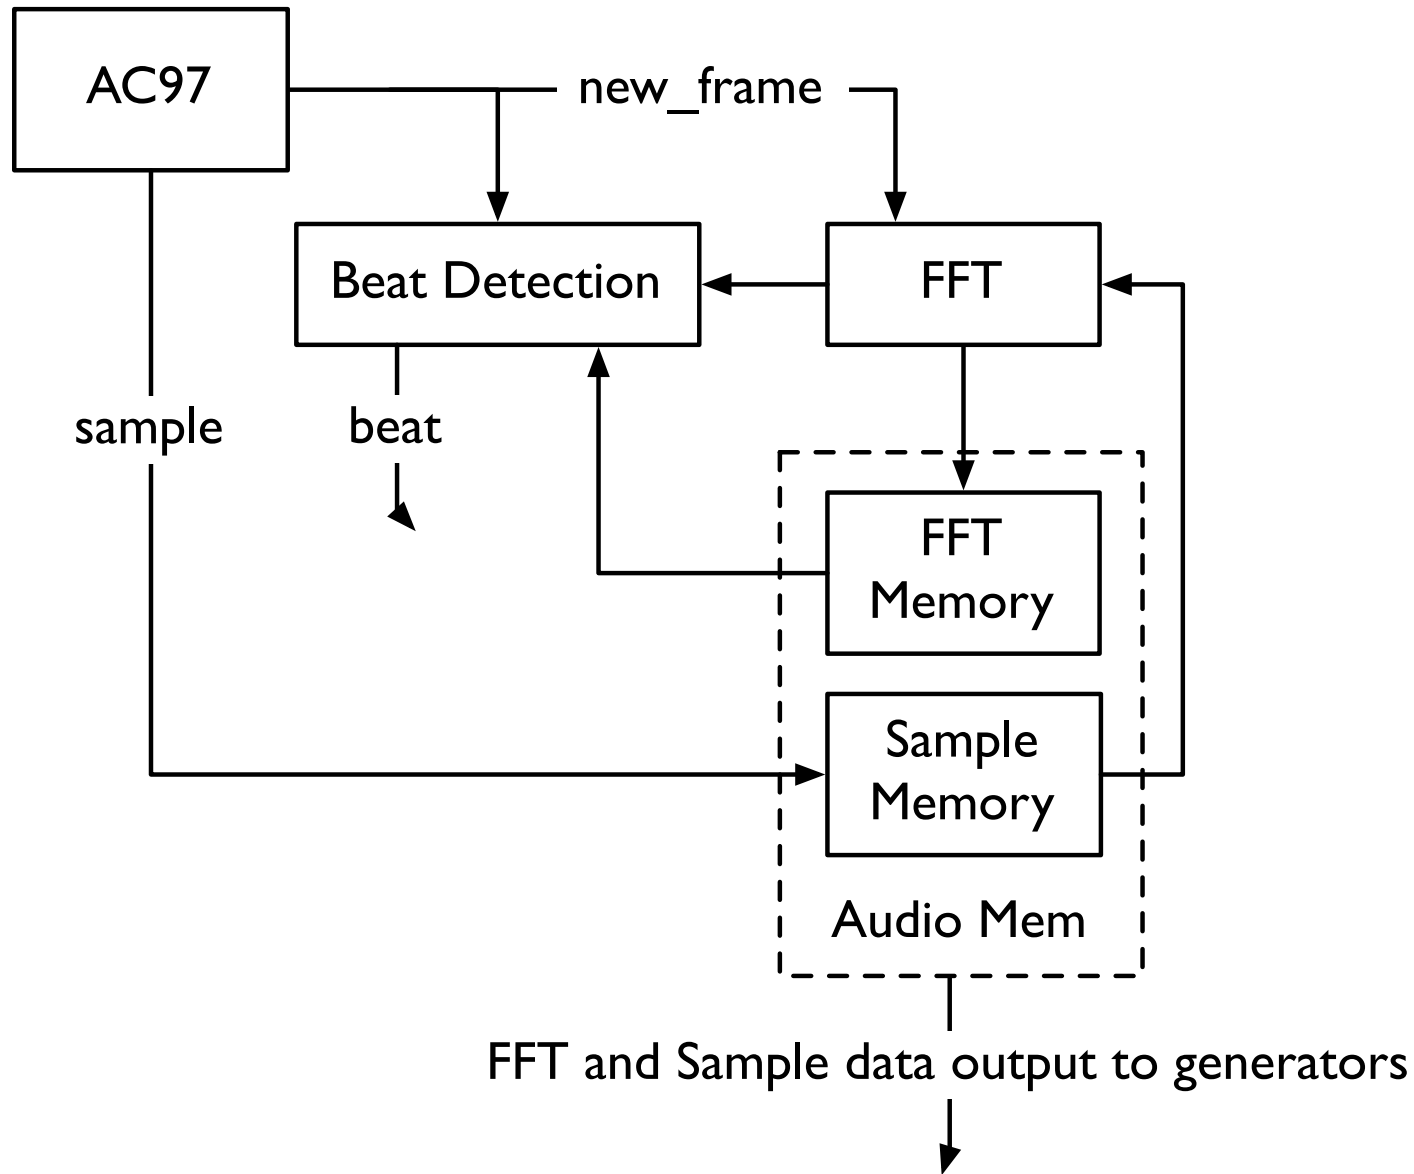 AC97
new_frame
Beat Detection
FFT
sample
beat
FFT
Memory
Sample
Memory
Audio Mem
FFT and Sample data output to generators